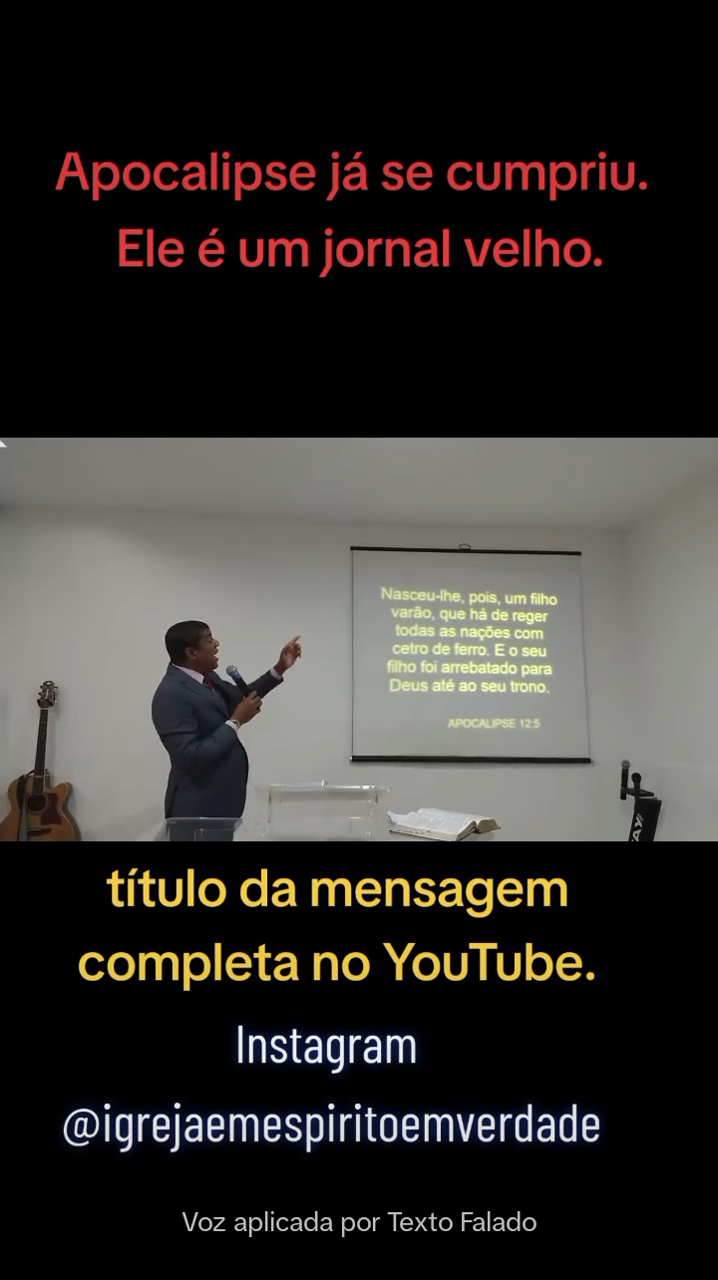 Apocalipse já se cumpriu.
Ele é um jornal velho.
Nasceu-lhe, pois, um filho
varão, que há de reger
todas as nações com
cetro de ferro. E o seu
filho foi arrebatado para
Deus até ao seu trono.
APOCALIPSE 12:5
título da mensagem
completa no YouTube.
Instagram
@igrejaemespiritoemverdade
Voz aplicada por Texto Falado